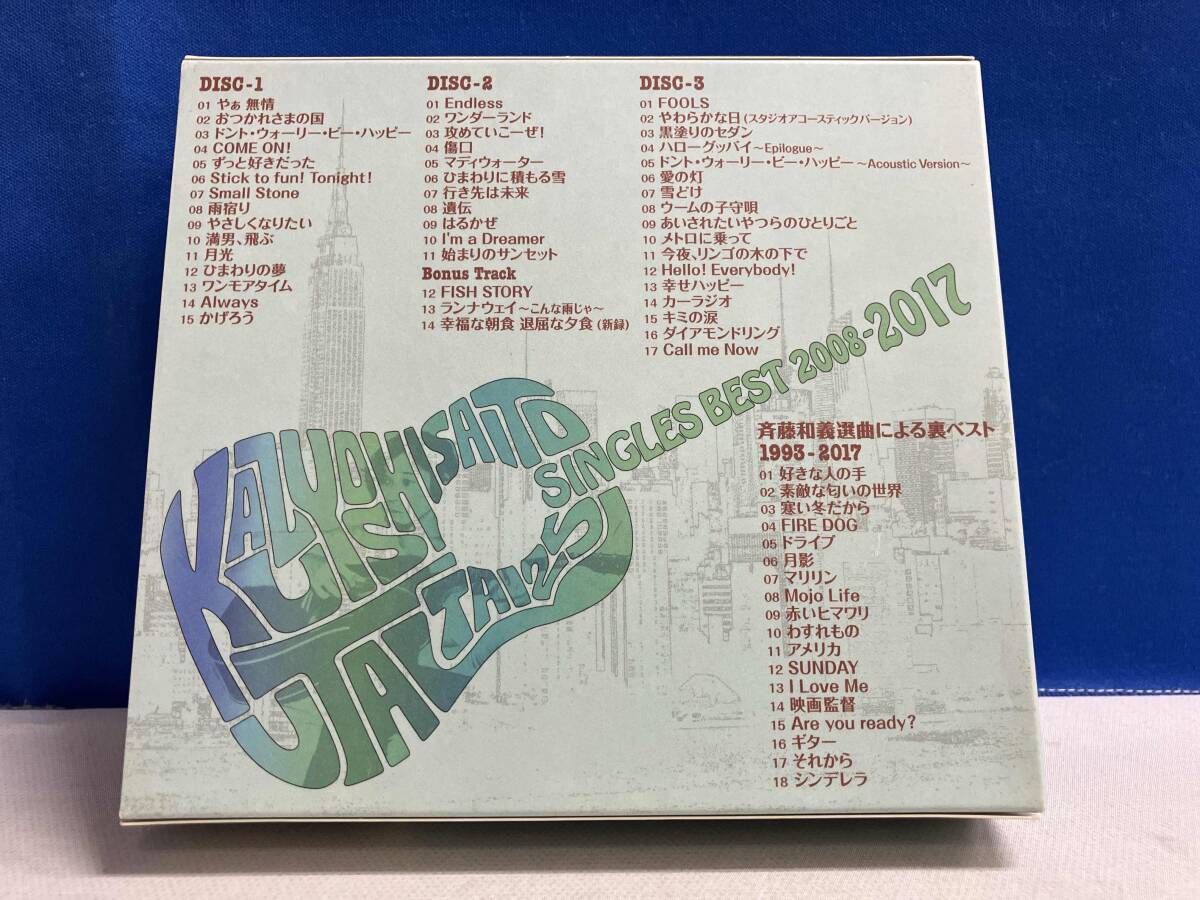 DISC-1
01 やぁ 無情
02 おつかれさまの国
03 ドント・ウォーリー・ビー・ハッピー
04 COME ON!
05 ずっと好きだった
06 Stick to fun! Tonight!
07 Small Stone
08 雨宿り
09 やさしくなりたい
10 満男、飛ぶ
11 月光
12 ひまわりの夢
13 ワンモアタイム
14 Always
15 かげろう
DISC-2
01 Endless
02 ワンダーランド
03 攻めていこーぜ!
04 傷口
05 マディウォーター
06 ひまわりに積もる雪
07 行き先は未来
08 遺伝
09 はるかぜ
10 I'm a Dreamer
11 始まりのサンセット
Bonus Track
12 FISH STORY
13 ランナウェイ～こんな雨じゃ～
14 幸福な朝食 退屈な夕食 (新録)
DISC-3
01 FOOLS
02 やわらかな日 (スタジオアコースティックバージョン)
03 黒塗りのセダン
04 ハローグッバイ ～Epilogue～
05 ドント・ウォーリー・ビー・ハッピー ～Acoustic Version～
06 愛の灯
07 雪どけ
08 ウームの子守唄
09 あいされたいやつらのひとりごと
10 メトロに乗って
11 今夜、リンゴの木の下で
12 Hello! Everybody!
13 幸せハッピー
14 カーラジオ
15 キミの涙
16 ダイアモンドリング
17 Call me Now
KAZUYOSHI SAITO
SINGLES BEST 2008-2017
斉藤和義選曲による裏ベスト
1993-2017
01 好きな人の手
02 素敵な匂いの世界
03 寒い冬だから
04 FIRE DOG
05 ドライブ
06 月影
07 マリリン
08 Mojo Life
09 赤いヒマワリ
10 わすれもの
11 アメリカ
12 SUNDAY
13 I Love Me
14 映画監督
15 Are you ready?
16 ギター
17 それから
18 シンデレラ